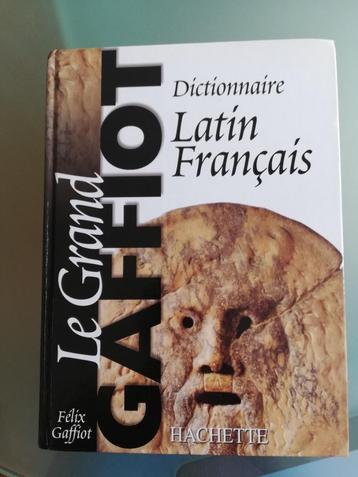 Le Grand
GAFFIOT
Dictionnaire
Latin
Français
Félix
Gaffiot
HACHETTE